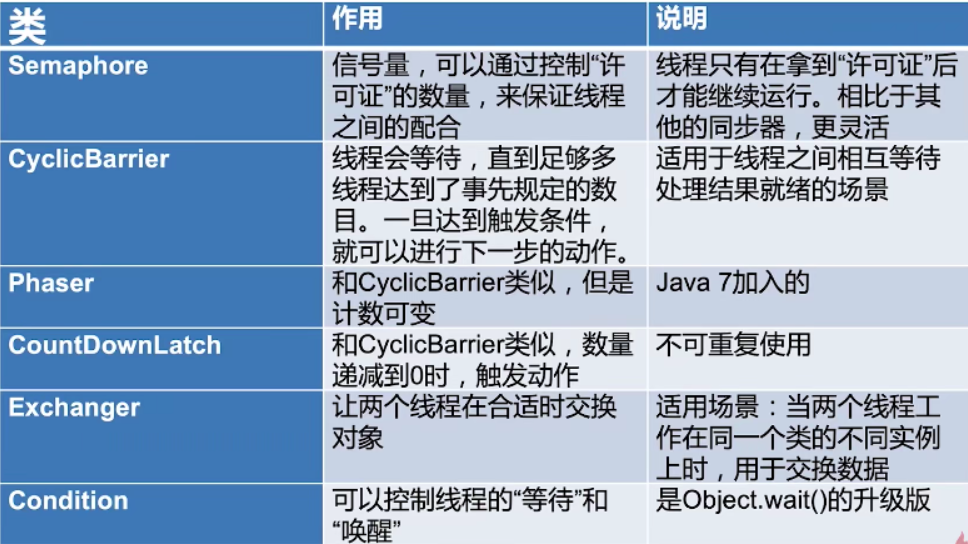 类
作用
说明
Semaphore
信号量，可以通过控制“许
可证”的数量，来保证线程
之间的配合
线程只有在拿到“许可证”后
才能继续运行。相比于其
他的同步器，更灵活
CyclicBarrier
线程会等待，直到足够多
线程达到了事先规定的数
目。一旦达到触发条件，
就可以进行下一步的动作。
适用于线程之间相互等待
处理结果就绪的场景
Phaser
和CyclicBarrier类似，但是
计数可变
Java 7加入的
CountDownLatch
和CyclicBarrier类似，数量
递减到0时，触发动作
不可重复使用
Exchanger
让两个线程在合适时交换
对象
适用场景：当两个线程工
作在同一个类的不同实例
上时，用于交换数据
Condition
可以控制线程的“等待”和
“唤醒”
是Object.wait()的升级版